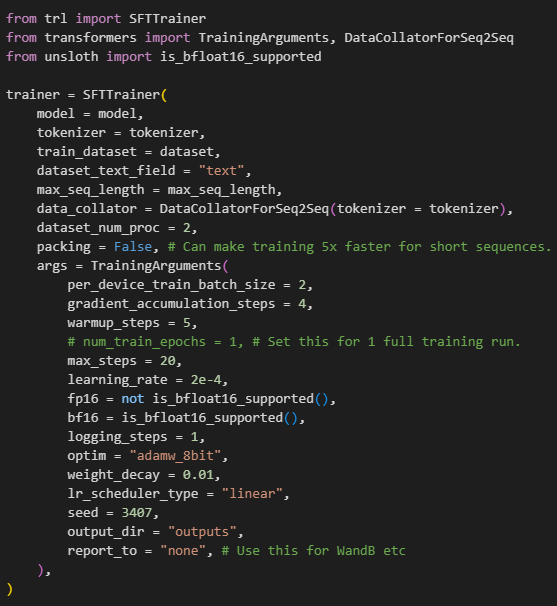 from trl import SFTTrainer
from transformers import TrainingArguments, DataCollatorForSeq2Seq
from unsloth import is_bfloat16_supported

trainer = SFTTrainer(
    model = model,
    tokenizer = tokenizer,
    train_dataset = dataset,
    dataset_text_field = "text",
    max_seq_length = max_seq_length,
    data_collator = DataCollatorForSeq2Seq(tokenizer = tokenizer),
    dataset_num_proc = 2,
    packing = False, # Can make training 5x faster for short sequences.
    args = TrainingArguments(
        per_device_train_batch_size = 2,
        gradient_accumulation_steps = 4,
        warmup_steps = 5,
        # num_train_epochs = 1, # Set this for 1 full training run.
        max_steps = 20,
        learning_rate = 2e-4,
        fp16 = not is_bfloat16_supported(),
        bf16 = is_bfloat16_supported(),
        logging_steps = 1,
        optim = "adamw_8bit",
        weight_decay = 0.01,
        lr_scheduler_type = "linear",
        seed = 3407,
        output_dir = "outputs",
        report_to = "none", # Use this for WandB etc
    ),
)